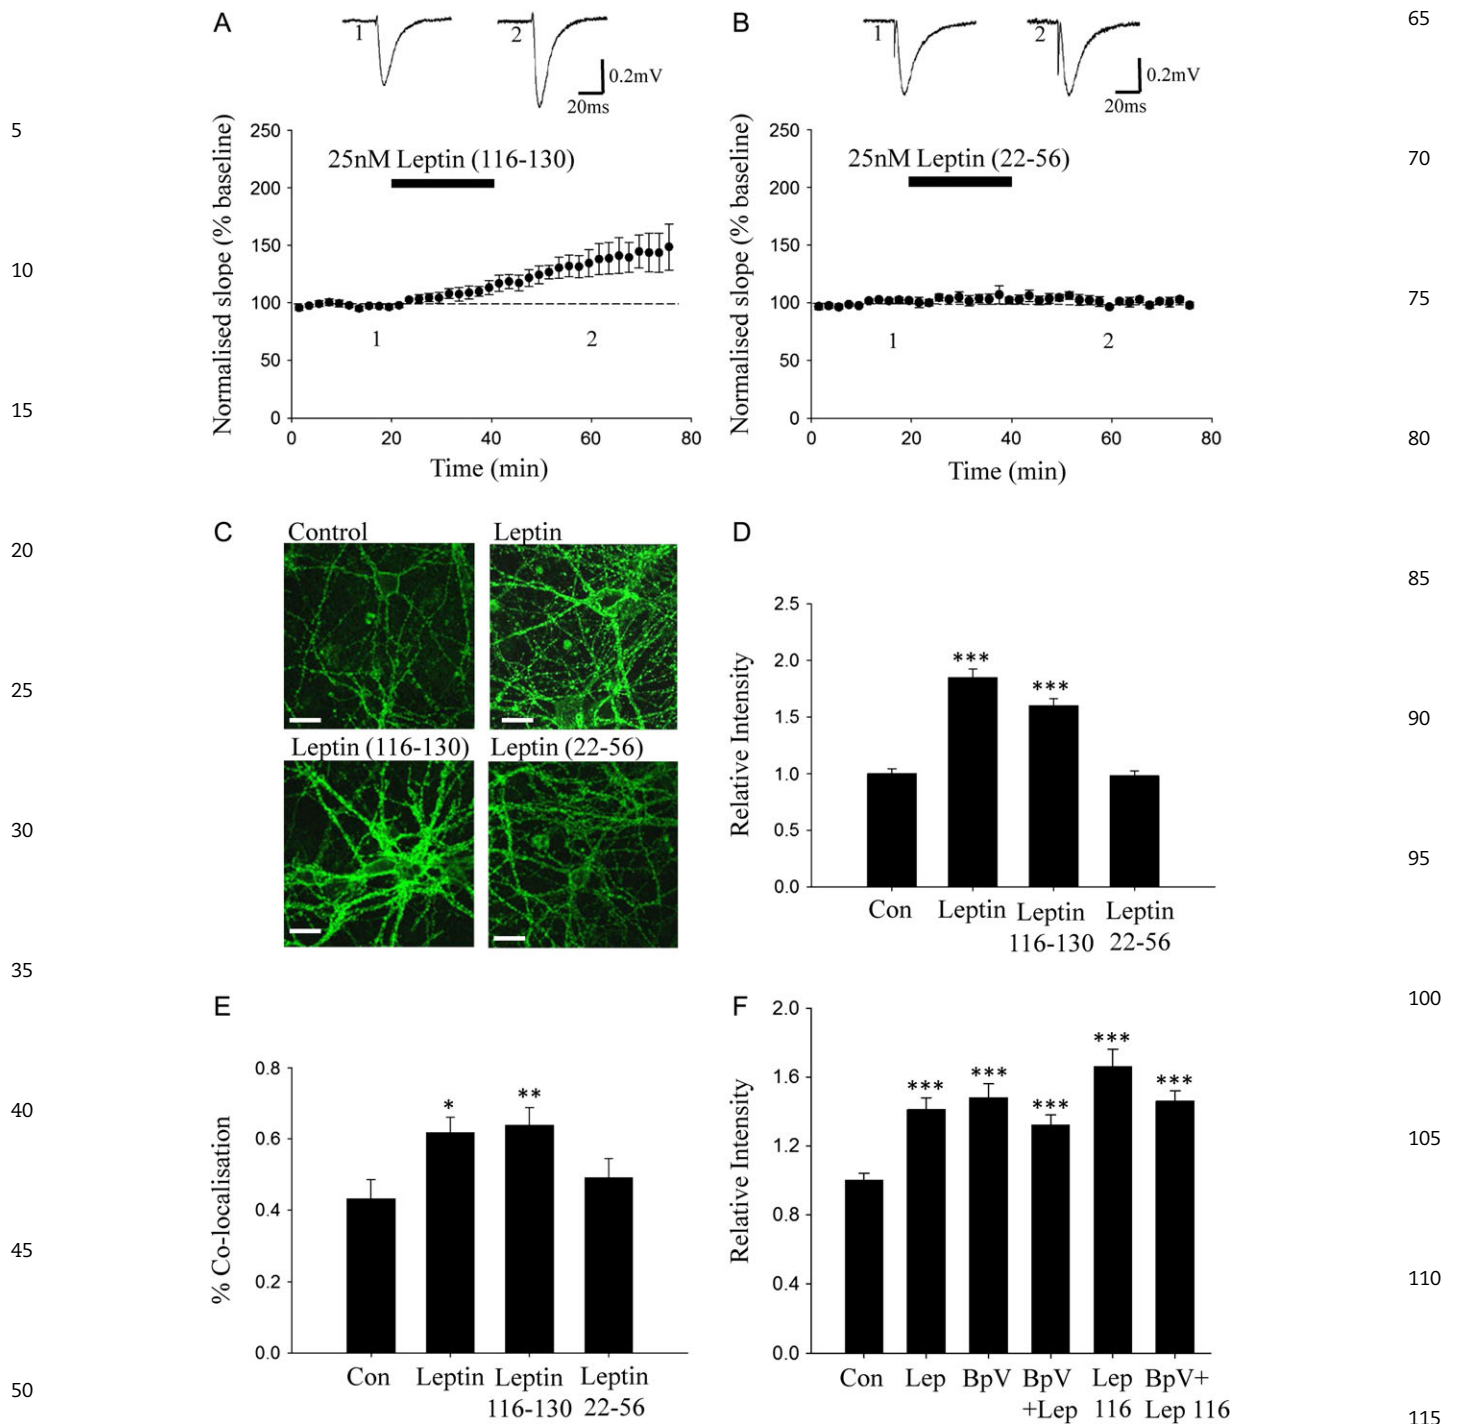 A
1
2
0.2mV
20ms
250
200
150
100
50
0
Normalised slope (% baseline)
25nM Leptin (116-130)
1
2
0
20
40
60
80
Time (min)
B
1
2
0.2mV
20ms
250
200
150
100
50
0
Normalised slope (% baseline)
25nM Leptin (22-56)
1
2
0
20
40
60
80
Time (min)
C
Control
Leptin
Leptin (116-130)
Leptin (22-56)
D
2.5
2.0
1.5
1.0
0.5
0.0
Relative Intensity
***
***
Con
Leptin
Leptin
116-130
Leptin
22-56
E
0.8
0.6
0.4
0.2
0.0
% Co-localisation
*
**
Con
Leptin
Leptin
116-130
Leptin
22-56
F
2.0
1.6
1.2
0.8
0.4
0.0
Relative Intensity
***
***
***
***
***
Con
Lep
BpV
BpV
+Lep
Lep
116
BpV+
Lep 116
5
10
15
20
25
30
35
40
45
50
65
70
75
80
85
90
95
100
105
110
115